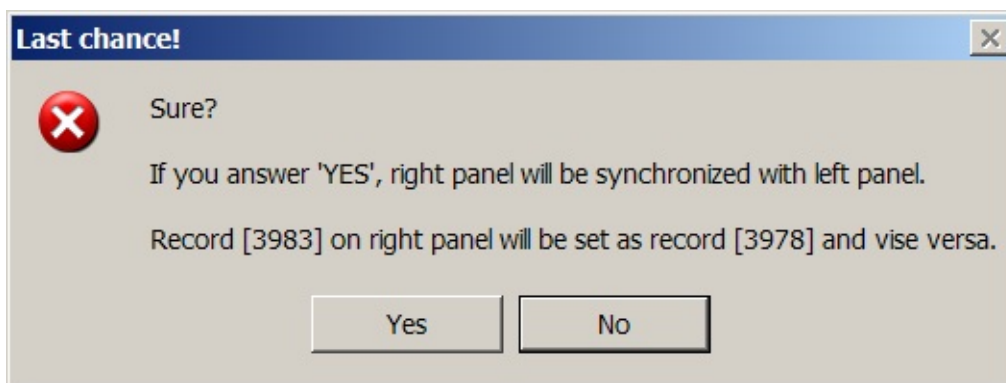 Last chance!
Sure?
If you answer 'YES', right panel will be synchronized with left panel.
Record [3983] on right panel will be set as record [3978] and vise versa.
Yes No